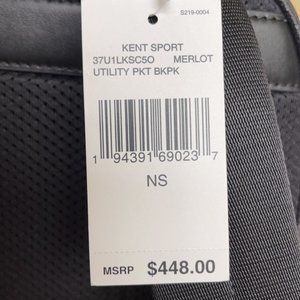 S219-0004
KENT SPORT
37U1LKSC5O MERLOT
UTILITY PKT BKPK
1 94391 69023 7
NS
MSRP $448.00